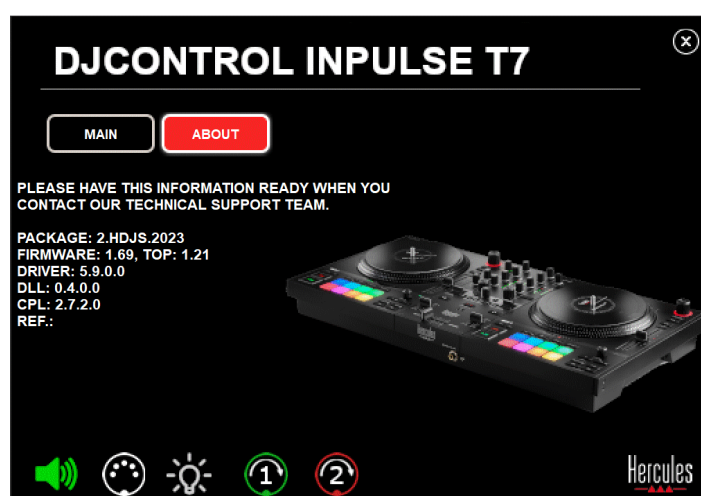 DJCONTROL INPULSE T7
MAIN
ABOUT
PLEASE HAVE THIS INFORMATION READY WHEN YOU
CONTACT OUR TECHNICAL SUPPORT TEAM.
PACKAGE: 2.HDJS.2023
FIRMWARE: 1.69, TOP: 1.21
DRIVER: 5.9.0.0
DLL: 0.4.0.0
CPL: 2.7.2.0
REF.:
1
2
Hercules